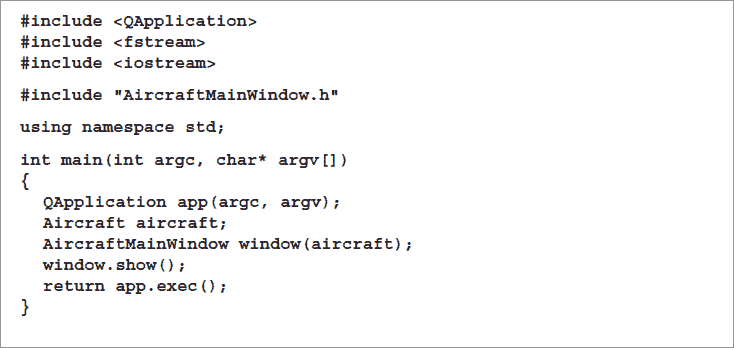 #include <QApplication>
#include <fstream>
#include <iostream>
#include "AircraftMainWindow.h"
using namespace std;
int main(int argc, char* argv[])
{
QApplication app(argc, argv);
Aircraft aircraft;
AircraftMainWindow window(aircraft);
window.show();
return app.exec();
}